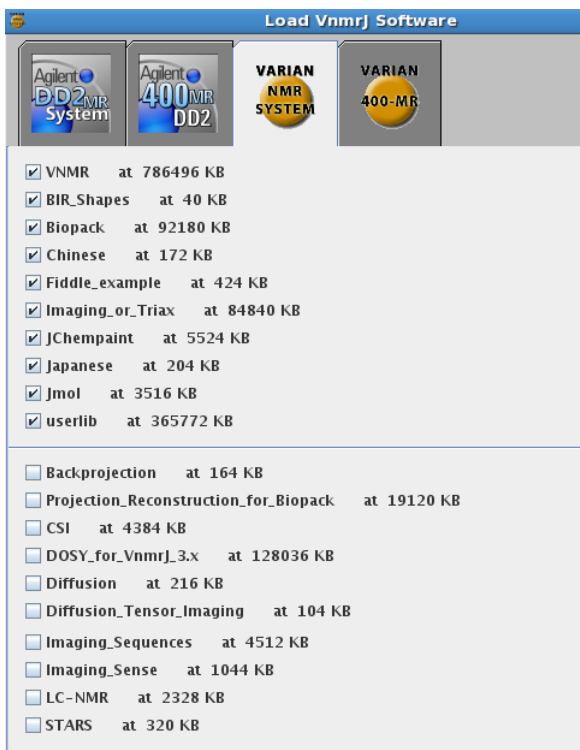 Load VnmrJ Software
Agilent
DD2MR
System
Agilent
400MR
DD2
VARIAN
NMR
SYSTEM
VARIAN
400-MR
VNMR at 786496 KB
BIR_Shapes at 40 KB
Biopack at 92180 KB
Chinese at 172 KB
Fiddle_example at 424 KB
Imaging_or_Triax at 84840 KB
JChempaint at 5524 KB
Japanese at 204 KB
Jmol at 3516 KB
userlib at 365772 KB
Backprojection at 164 KB
Projection_Reconstruction_for_Biopack at 19120 KB
CSI at 4384 KB
DOSY_for_VnmrJ_3.x at 128036 KB
Diffusion at 216 KB
Diffusion_Tensor_Imaging at 104 KB
Imaging_Sequences at 4512 KB
Imaging_Sense at 1044 KB
LC-NMR at 2328 KB
STARS at 320 KB